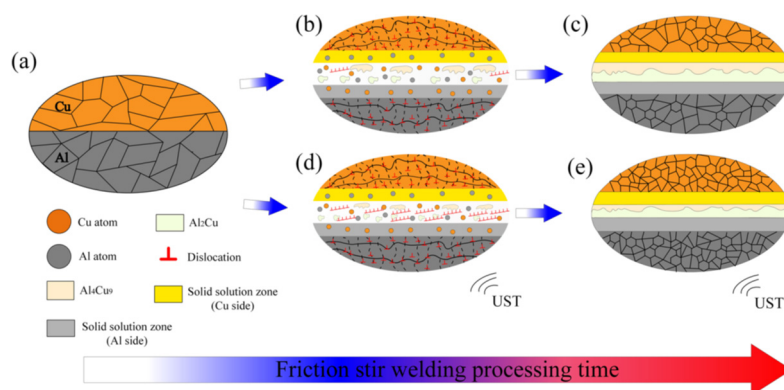 (a)
Cu
Al
(b)
(c)
(d)
(e)
Cu atom
Al₂Cu
Al atom
Dislocation
Al₄Cu₉
Solid solution zone
(Cu side)
Solid solution zone
(Al side)
UST
UST
Friction stir welding processing time